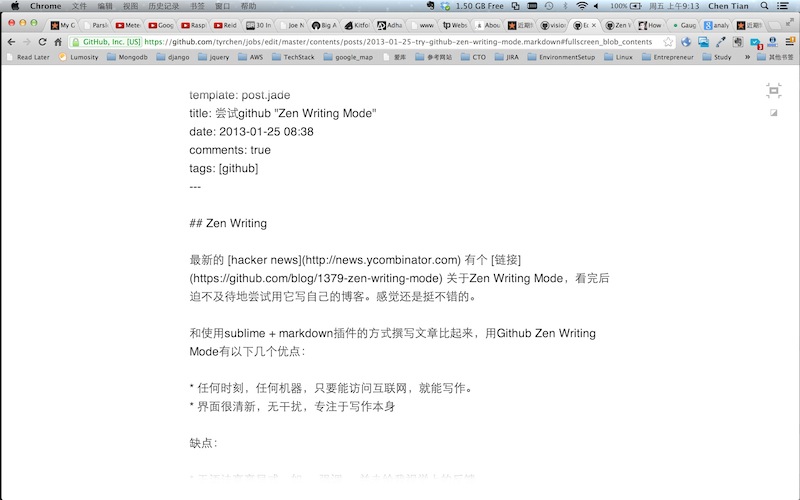 Chrome 文件 编辑 视图 历史记录 书签 窗口 帮助 1.50 GB Free 100% 周五 上午9:13 Chen Tian
My G Parsl Mete Goog Rasp Reid 30 In Joe N Big A Kitfo Adha www Webs Abou 近期 vision Ec Zen V How Gaug analy 近期
GitHub, Inc. [US] https://github.com/tyrchen/jobs/edit/master/contents/posts/2013-01-25-try-github-zen-writing-mode.markdown#fullscreen_blob_contents
Read Later Lumosity Mongodb django jquery AWS TechStack google_map 爱库 参考网站 CTO JIRA EnvironmentSetup Linux Entrepreneur Study 其他书签
template: post.jade
title: 尝试github "Zen Writing Mode"
date: 2013-01-25 08:38
comments: true
tags: [github]
---
## Zen Writing
最新的 [hacker news](http://news.ycombinator.com) 有个 [链接]
(https://github.com/blog/1379-zen-writing-mode) 关于Zen Writing Mode，看完后
迫不及待地尝试用它写自己的博客。感觉还是挺不错的。
和使用sublime + markdown插件的方式撰写文章比起来，用Github Zen Writing
Mode有以下几个优点：
* 任何时刻，任何机器，只要能访问互联网，就能写作。
* 界面很清新，无干扰，专注于写作本身
缺点：